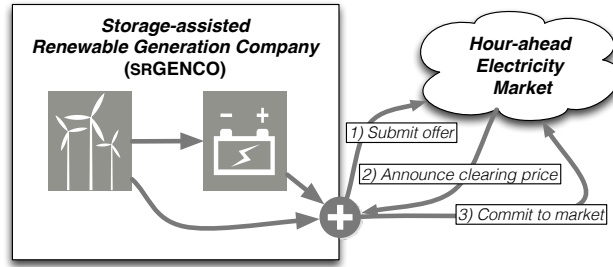 Storage-assisted
Renewable Generation Company
(SRGENCO)
Hour-ahead
Electricity
Market
1) Submit offer
2) Announce clearing price
3) Commit to market